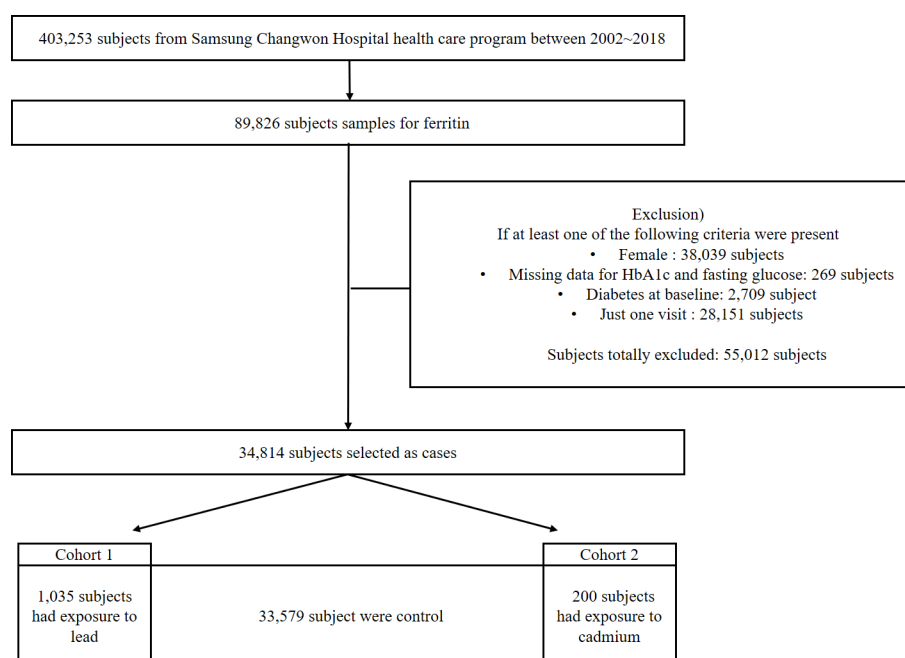 403,253 subjects from Samsung Changwon Hospital health care program between 2002~2018
89,826 subjects samples for ferritin
Exclusion)
If at least one of the following criteria were present
• Female : 38,039 subjects
• Missing data for HbA1c and fasting glucose: 269 subjects
• Diabetes at baseline: 2,709 subject
• Just one visit : 28,151 subjects
Subjects totally excluded: 55,012 subjects
34,814 subjects selected as cases
Cohort 1
1,035 subjects
had exposure to
lead
33,579 subject were control
Cohort 2
200 subjects
had exposure to
cadmium